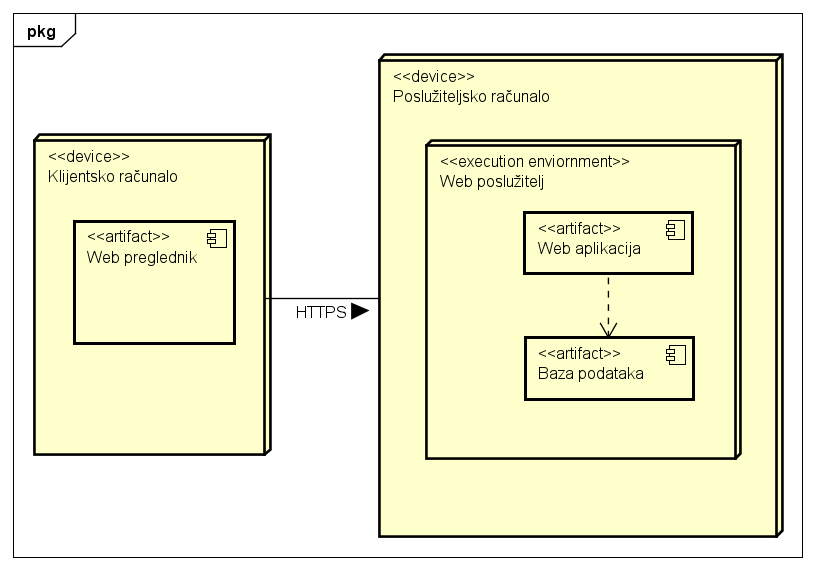 pkg
<<device>>
Klijentsko računalo
<<artifact>>
Web preglednik
HTTPS
<<device>>
Poslužiteljsko računalo
<<execution enviornment>>
Web poslužitelj
<<artifact>>
Web aplikacija
<<artifact>>
Baza podataka